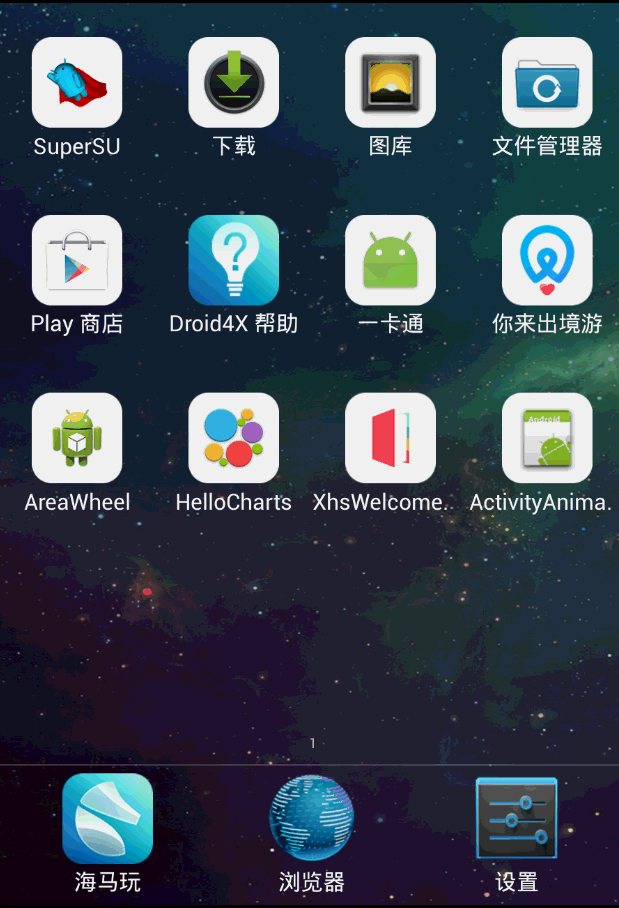 SuperSU
下载
图库
文件管理器
Play 商店
Droid4X 帮助
一卡通
你来出境游
AreaWheel
HelloCharts
XhsWelcome.
Android
ActivityAnima.
1
海马玩
浏览器
设置